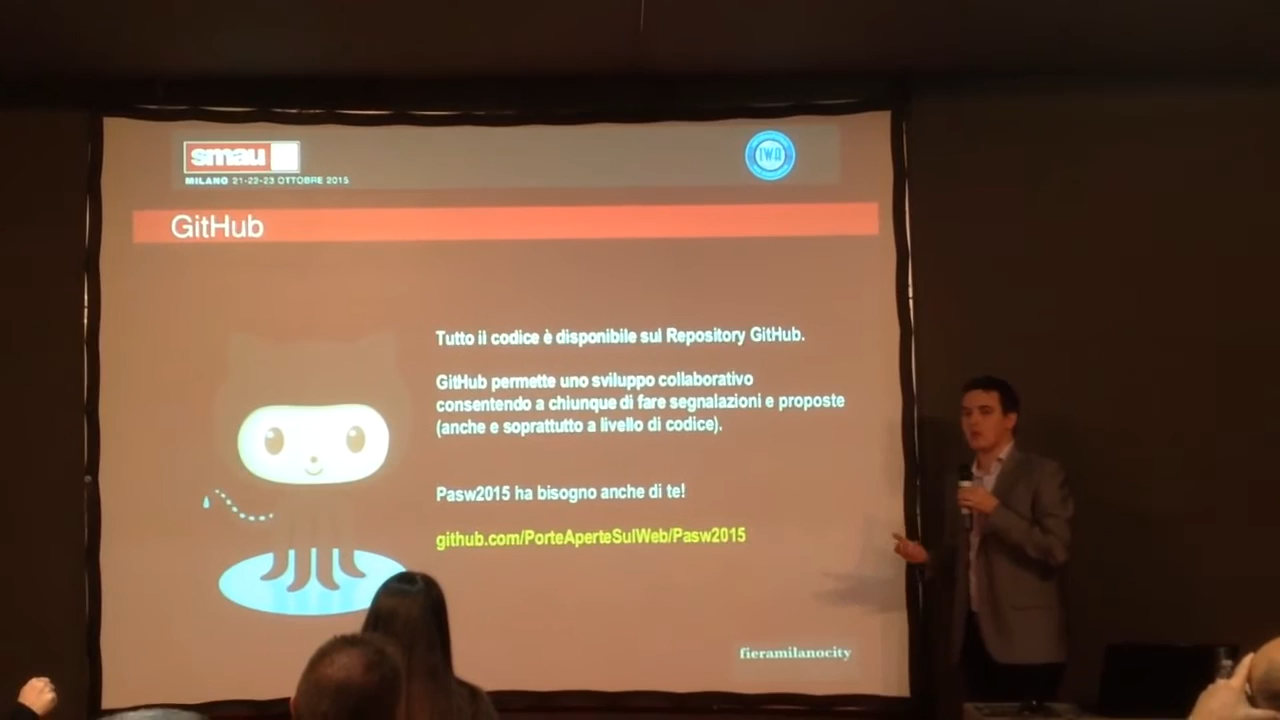 smau
MILANO 21-22-23 OTTOBRE 2015
IWA
GitHub
Tutto il codice è disponibile sul Repository GitHub.
GitHub permette uno sviluppo collaborativo
consentendo a chiunque di fare segnalazioni e proposte
(anche e soprattutto a livello di codice).
Pasw2015 ha bisogno anche di te!
github.com/PorteAperteSulWeb/Pasw2015
fieramilanocity